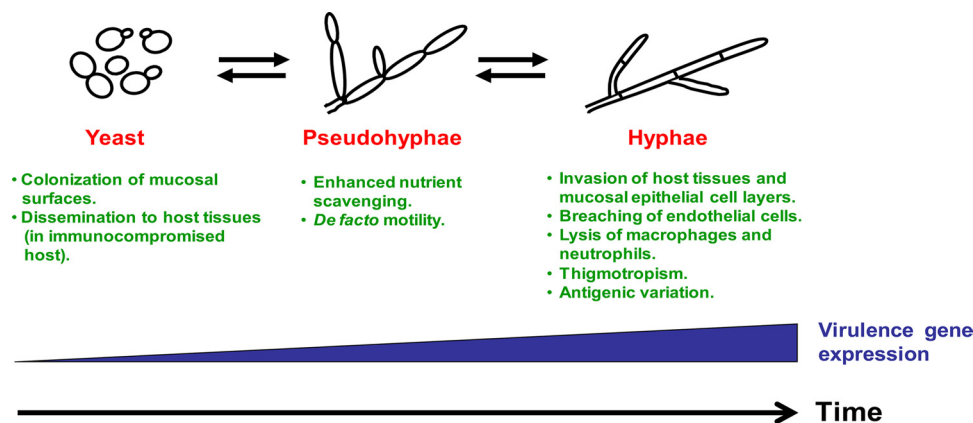 Yeast
• Colonization of mucosal
surfaces.
• Dissemination to host tissues
(in immunocompromised
host).
Pseudohyphae
• Enhanced nutrient
scavenging.
• De facto motility.
Hyphae
• Invasion of host tissues and
mucosal epithelial cell layers.
• Breaching of endothelial cells.
• Lysis of macrophages and
neutrophils.
• Thigmotropism.
• Antigenic variation.
Virulence gene
expression
Time